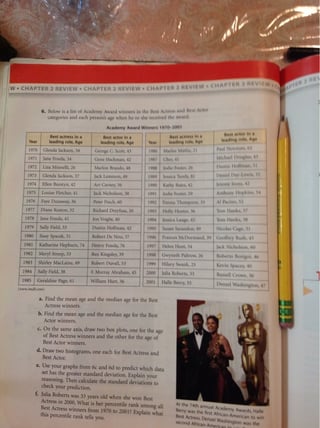 W • CHAPTER 2 REVIEW • CHAPTER 2 REVIEW • CHAPTER 2 REVIEW • CHAPTER 2 REVIEW
6. Below is a list of Academy Award winners in the Best Actress and Best Actor
categories and each person's age when he or she received the award.
Academy Award Winners 1970–2001
Year Best actress in a leading role, Age Best actor in a leading role, Age Year Best actress in a leading role, Age Best actor in a leading role, Age
1970 Glenda Jackson, 34 George C. Scott, 43 1986 Marlee Matlin, 21 Paul Newman,
1971 Jane Fonda, 34 Gene Hackman, 42 1987 Cher, 41 Michael Douglas,
1972 Liza Minnelli, 26 Marlon Brando, 48 1988 Jodie Foster, 26 Dustin Hoffman,
1973 Glenda Jackson, 37 Jack Lemmon, 1989 Jessica Tandy, Daniel Day-Lewis,
1974 Ellen Burstyn, 42 Art Carney, 56 1990 Kathy Bates, 42 Jeremy Irons, 42
1975 Louise Fletcher, 41 Jack Nicholson, 38 1991 Jodie Foster, 29 Anthony Hopkins, 54
1976 Faye Dunaway, 36 Peter Finch, 60 1992 Emma Thompson, 33 Al Pacino, 52
1977 Diane Keaton, 31 Richard Dreyfuss, 1993 Holly Hunter, 36 Tom Hanks, 37
1978 Jane Fonda, 41 Jon Voight, 40 1994 Jessica Lange, 45 Tom Hanks, 38
1979 Sally Field, 33 Dustin Hoffman, 42 1995 Susan Sarandon, 49 Nicolas Cage,
1980 Sissy Spacek, 31 Robert De Niro, 37 1996 Frances McDormand, 39 Geoffrey Rush, 45
1981 Katharine Hepburn, 74 Henry Fonda, 76 1997 Helen Hunt, 34 Jack Nicholson, 60
1982 Meryl Streep, 33 Ben Kingsley, 39 1998 Gwyneth Paltrow, 26 Roberto Benigni, 46
1983 Shirley MacLaine, 49 Robert Duvall, 1999 Hilary Swank, 25 Kevin Spacey, 40
1984 Sally Field, 38 F. Murray Abraham, 45 2000 Julia Roberts, 33 Russell Crowe, 36
1985 Geraldine Page, 61 William Hurt, 36 2001 Halle Berry, Denzel Washington, 47
a. Find the mean age and the median age for the Best
Actress winners.
b. Find the mean age and the median age for the Best
Actor winners.
c. On the same axis, draw two box plots, one for the age
of Best Actress winners and the other for the age of
Best Actor winners.
d. Draw two histograms, one each for Best Actress and
Best Actor.
e. Use your graphs from 6c and 6d to predict which data
set has the greater standard deviation. Explain your
reasoning. Then calculate the standard deviations to
check your prediction.
f. Julia Roberts was 33 years old when she won Best
Actress in 2000. What is her percentile rank among all
Best Actress winners from 1970 to 2001? Explain what
this percentile rank tells you.
At the 74th annual Academy Awards, Halle
Berry was the first African-American to win
Best Actress. Denzel Washington was the
second African-American